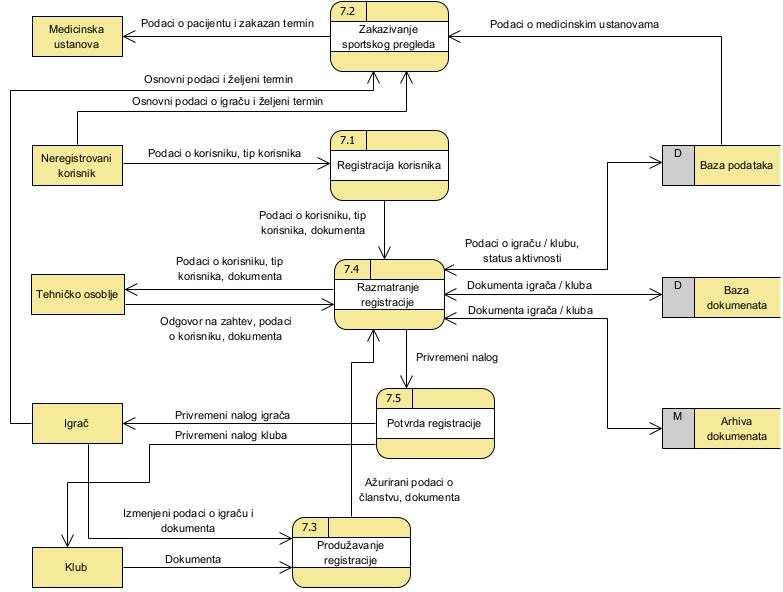 7.2
Podaci o pacijentu i zakazan termin
Podaci o medicinskim ustanovama
Medicinska
ustanova
Zakazivanje
sportskog pregleda
Osnovni podaci i željeni termin
Osnovni podaci o igraču i željeni termin
7.1
Neregistrovani
korisnik
Podaci o korisniku, tip korisnika
Registracija korisnika
D
Baza podataka
Podaci o korisniku, tip
korisnika, dokumenta
Podaci o igraču / klubu,
status aktivnosti
7.4
Podaci o korisniku, tip
korisnika, dokumenta
Tehničko osoblje
Razmatranje
registracije
Dokumenta igrača / kluba
D
Baza
dokumenata
Dokumenta igrača / kluba
Odgovor na zahtev, podaci
o korisniku, dokumenta
Privremeni nalog
7.5
Igrač
Privremeni nalog igrača
Privremeni nalog kluba
Potvrda registracije
M
Arhiva
dokumenata
Ažurirani podaci o
članstvu, dokumenta
Izmenjeni podaci o igraču i
dokumenta
7.3
Produžavanje
registracije
Klub
Dokumenta